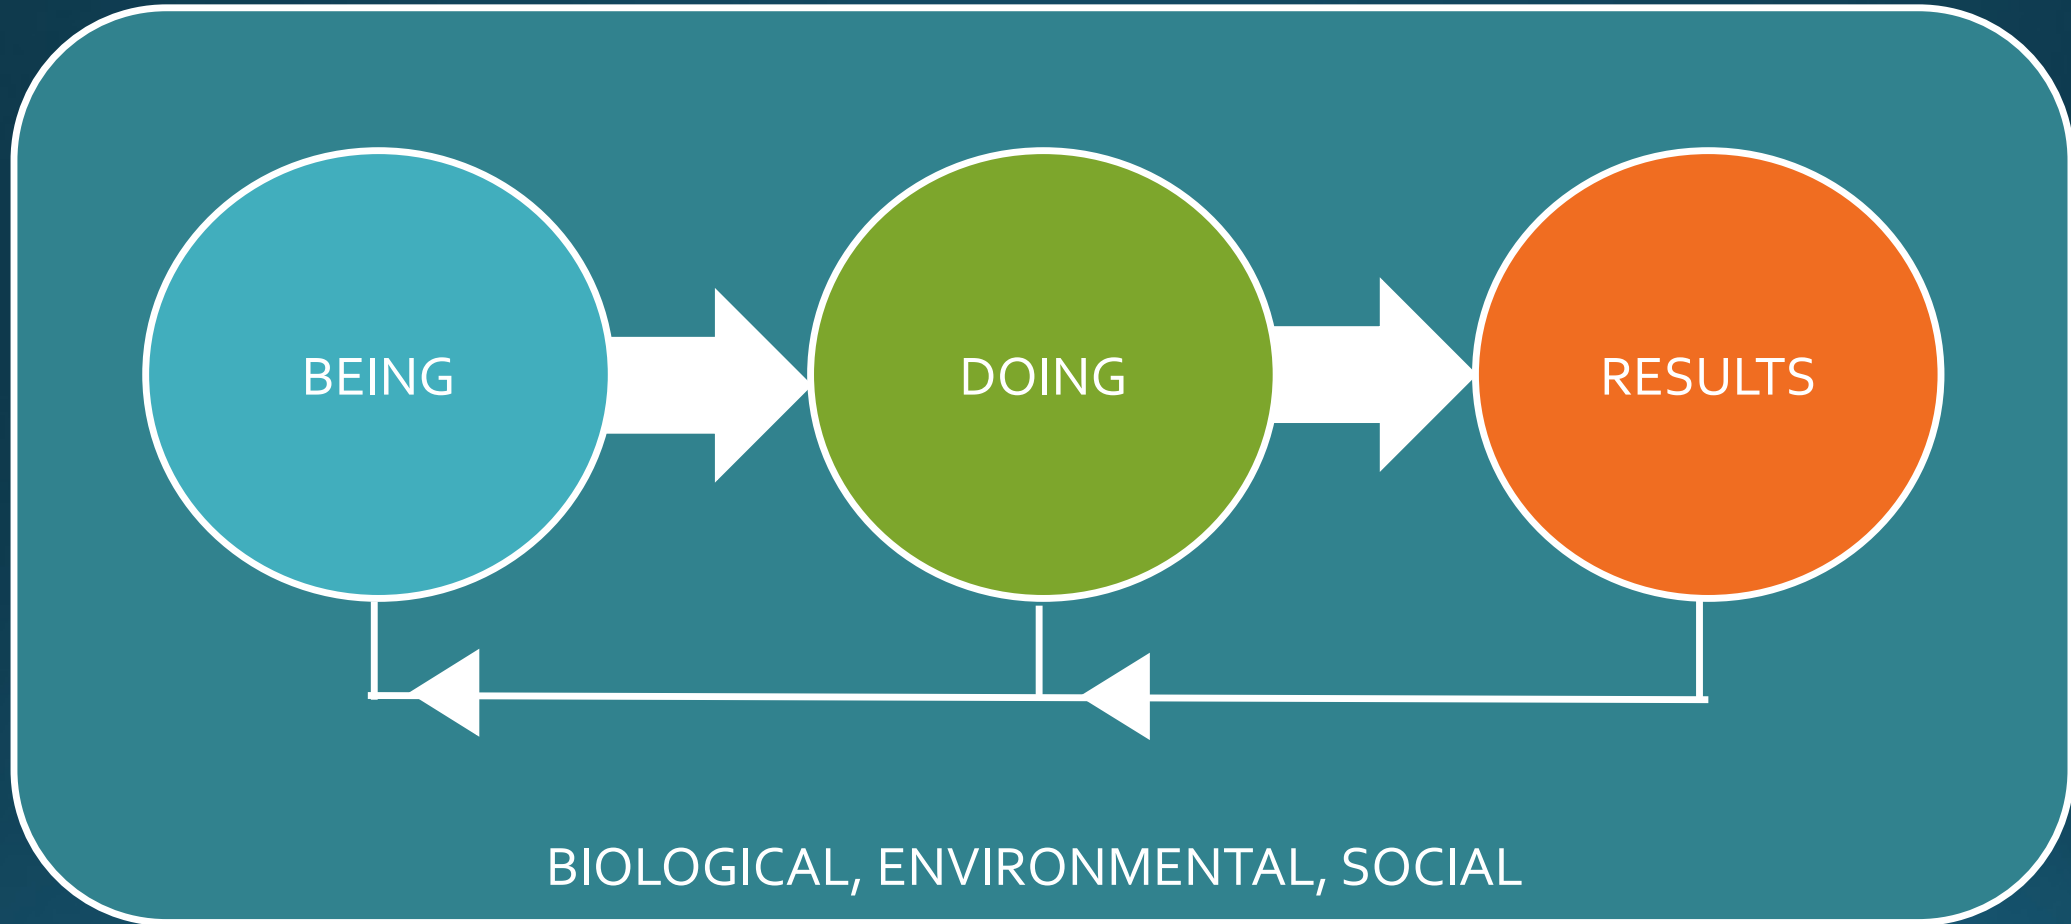 BEING
DOING
RESULTS
BIOLOGICAL, ENVIRONMENTAL, SOCIAL